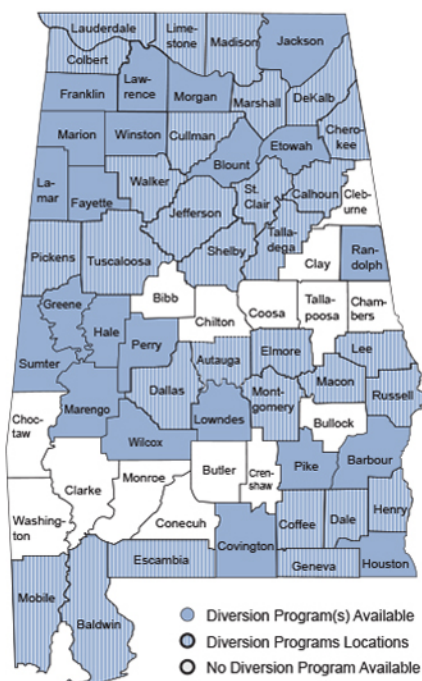 Lauderdale
Lime-
stone
Madison
Jackson
Colbert
Law-
rence
Franklin
Morgan
Marshall
DeKalb
Marion
Winston
Cullman
Chero-
kee
Blount
Etowah
La-
mar
Fayette
Walker
St.
Clair
Calhoun
Cle-
burne
Jefferson
Talla-
dega
Pickens
Tuscaloosa
Shelby
Clay
Ran-
dolph
Bibb
Greene
Hale
Chilton
Coosa
Talla-
poosa
Cham-
bers
Sumter
Perry
Autauga
Elmore
Lee
Macon
Marengo
Dallas
Mont-
gomery
Russell
Choc-
taw
Lowndes
Bullock
Wilcox
Barbour
Pike
Clarke
Monroe
Butler
Cren-
shaw
Washing-
ton
Conecuh
Coffee
Dale
Henry
Escambia
Covington
Geneva
Houston
Mobile
Baldwin
Diversion Program(s) Available
Diversion Programs Locations
No Diversion Program Available